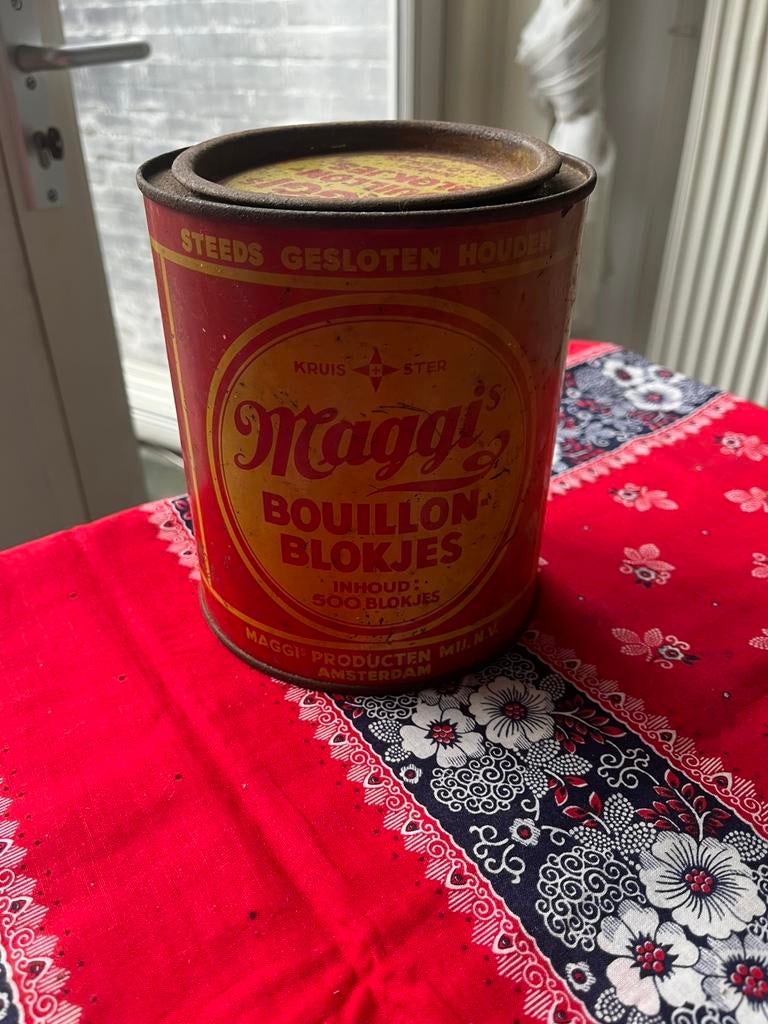 STEEDS GESLOTEN HOUDEN
KRUIS STER
Maggi's
BOUILLON-
BLOKJES
INHOUD:
500 BLOKJES
MAGGI'S PRODUCTEN MIJ. N.V.
AMSTERDAM